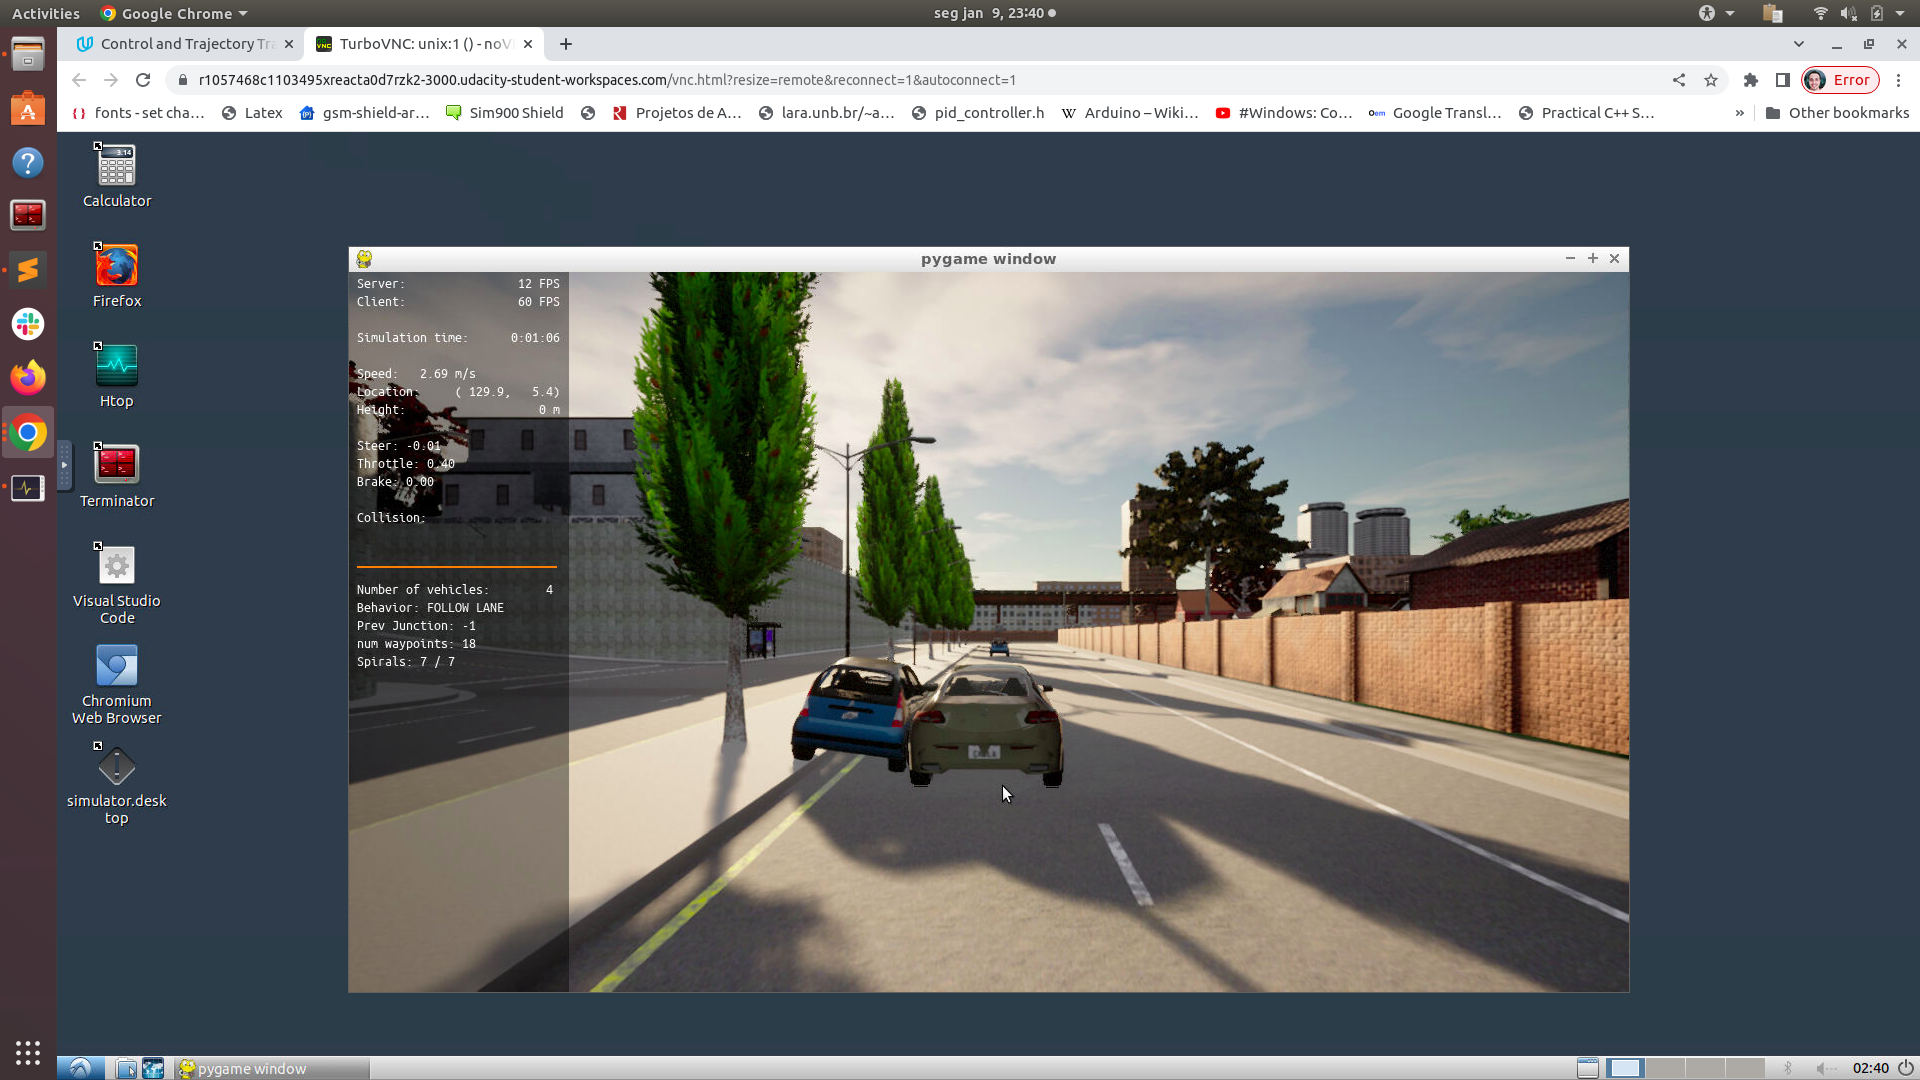 Activities
Google Chrome
seg jan 9, 23:40
Control and Trajectory Tra
TurboVNC: unix:1 () - noV
r1057468c1103495xreacta0d7rzk2-3000.udacity-student-workspaces.com/vnc.html?resize=remote&reconnect=1&autoconnect=1
Error
fonts - set cha...
Latex
gsm-shield-ar...
Sim900 Shield
Projetos de A...
lara.unb.br/~a...
pid_controller.h
Arduino – Wiki...
#Windows: Co...
Google Transl...
Practical C++ S...
»
Other bookmarks
3.14
Calculator
Firefox
Htop
Terminator
Visual Studio
Code
Chromium
Web Browser
simulator.desk
top
pygame window
Server: 12 FPS
Client: 60 FPS
Simulation time: 0:01:06
Speed: 2.69 m/s
Location: ( 129.9, 5.4)
Height: 0 m
Steer: -0.01
Throttle: 0.40
Brake: 0.00
Collision:
Number of vehicles: 4
Behavior: FOLLOW LANE
Prev Junction: -1
num waypoints: 18
Spirals: 7 / 7
pygame window
02:40